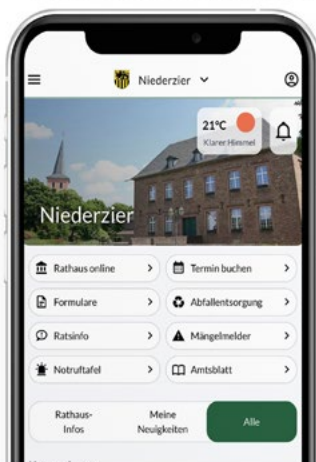 Niederzier
21°C
Klarer Himmel
Niederzier
Rathaus online
Termin buchen
Formulare
Abfallentsorgung
Ratsinfo
Mängelmelder
Notruftafel
Amtsblatt
Rathaus-
Infos
Meine
Neuigkeiten
Alle